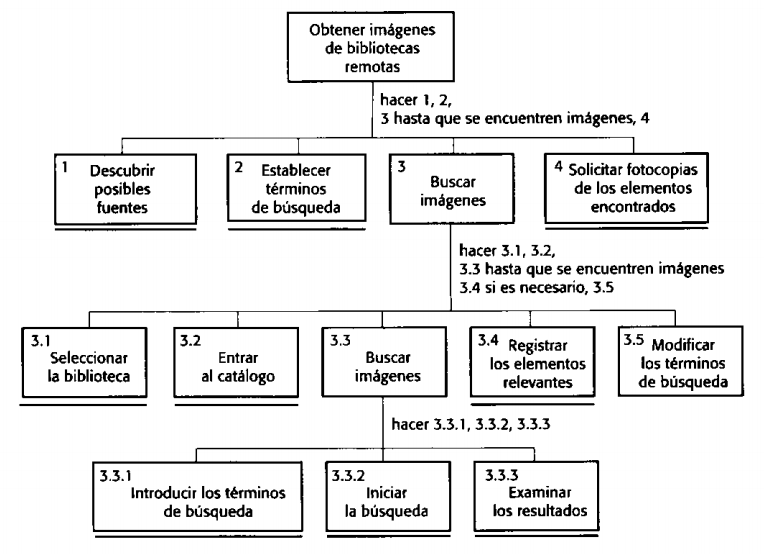 Obtener imágenes
de bibliotecas
remotas
hacer 1, 2,
3 hasta que se encuentren imágenes, 4
1 Descubrir
posibles
fuentes
2 Establecer
términos
de búsqueda
3
Buscar
imágenes
4 Solicitar fotocopias
de los elementos
encontrados
hacer 3.1, 3.2,
3.3 hasta que se encuentren imágenes
3.4 si es necesario, 3.5
3.1
Seleccionar
la biblioteca
3.2
Entrar
al catálogo
3.3
Buscar
imágenes
3.4 Registrar
los elementos
relevantes
3.5 Modificar
los términos
de búsqueda
hacer 3.3.1, 3.3.2, 3.3.3
3.3.1
Introducir los términos
de búsqueda
3.3.2
Iniciar
la búsqueda
3.3.3
Examinar
los resultados